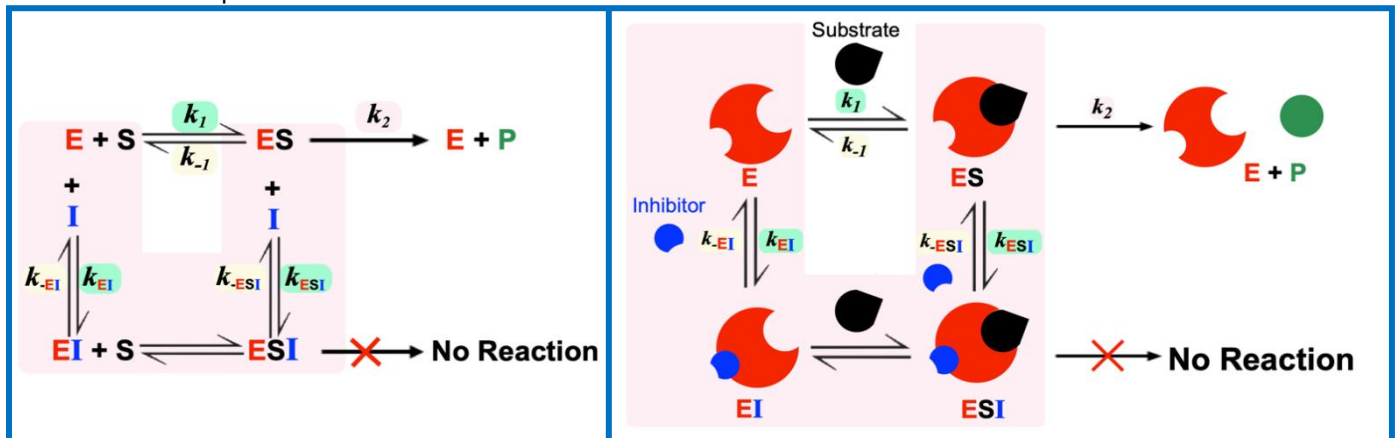 k1
E + S ES k2 E + P
k-1
+ +
I I
k-EI kEI k-ESI kESI
EI + S ESI No Reaction
Substrate
k1 k2
k-1
E ES E + P
Inhibitor
k-EI kEI k-ESI kESI
EI ESI No Reaction